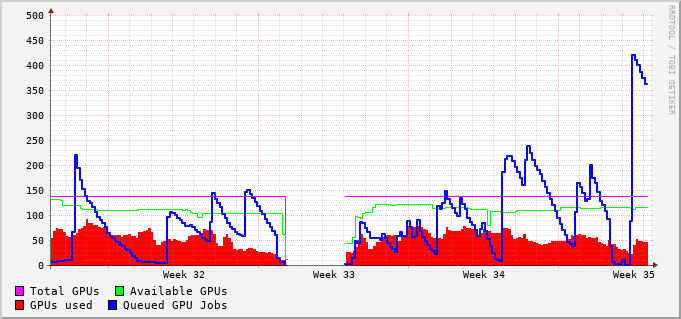 500
450
400
350
300
250
200
150
100
50
0
Week 32 Week 33 Week 34 Week 35
Total GPUs Available GPUs
GPUs used Queued GPU Jobs
RRDTOOL / TOBI OETIKER